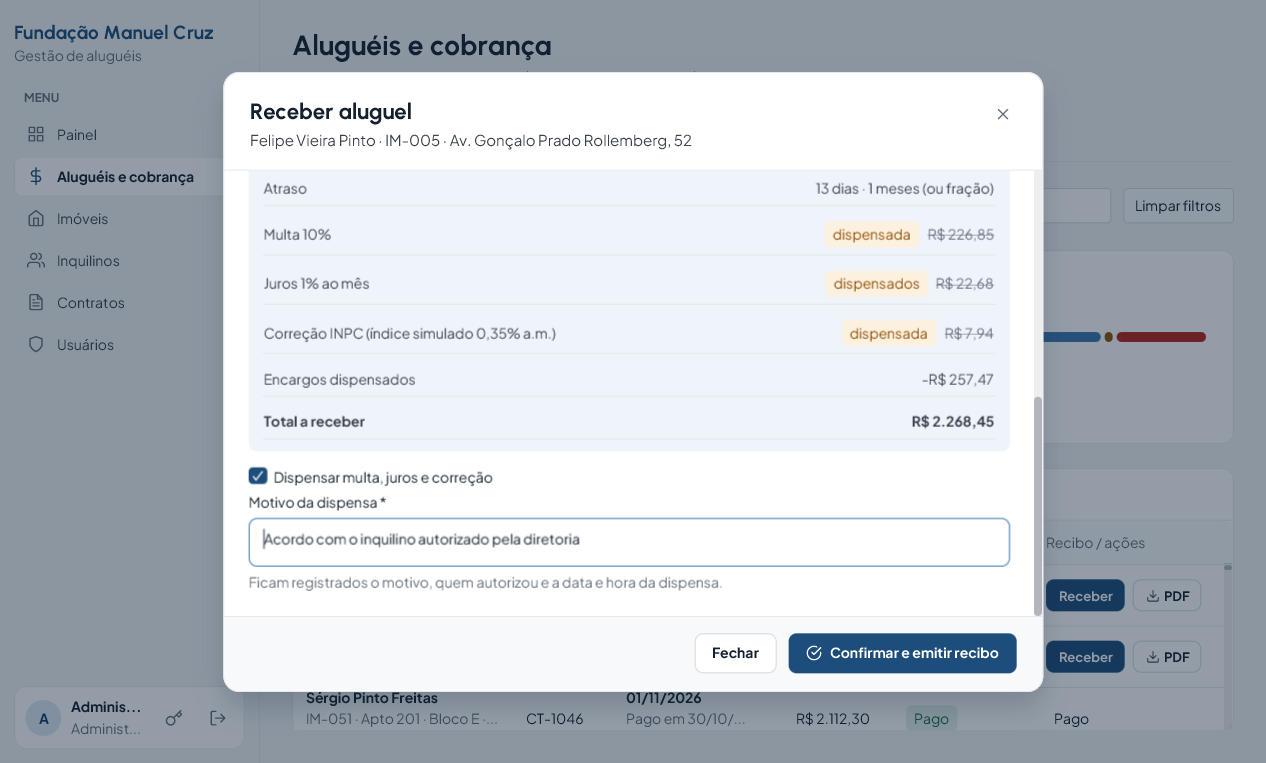 Fundação Manuel Cruz
Gestão de aluguéis
MENU
Painel
Aluguéis e cobrança
Imóveis
Inquilinos
Contratos
Usuários
A
Adminis...
Administ...
Aluguéis e cobrança
Limpar filtros
Recibo / ações
Receber PDF
Receber PDF
Sérgio Pinto Freitas 01/11/2026
IM-051 · Apto 201 · Bloco E ·... CT-1046 Pago em 30/10/... R$ 2.112,30 Pago Pago
Receber aluguel
Felipe Vieira Pinto · IM-005 · Av. Gonçalo Prado Rollemberg, 52
Atraso 13 dias · 1 meses (ou fração)
Multa 10% dispensada R$ 226,85
Juros 1% ao mês dispensados R$ 22,68
Correção INPC (índice simulado 0,35% a.m.) dispensada R$ 7,94
Encargos dispensados -R$ 257,47
Total a receber R$ 2.268,45
Dispensar multa, juros e correção
Motivo da dispensa *
Acordo com o inquilino autorizado pela diretoria
Ficam registrados o motivo, quem autorizou e a data e hora da dispensa.
Fechar Confirmar e emitir recibo